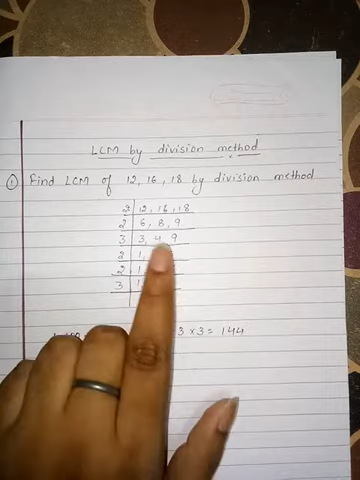 LCM by division method
① Find LCM of 12, 16, 18 by division method
2 | 12, 16, 18
2 | 6, 8, 9
3 | 3, 4, 9
2 | 1,
2 | 1
3 | 1
3 × 3 = 144